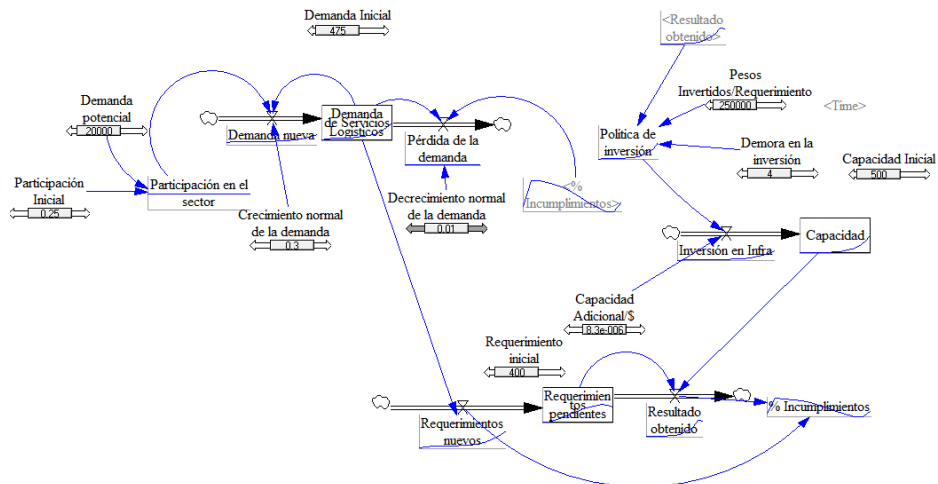 Demanda Inicial
475
<Resultado
obtenido>
Pesos
Invertidos/Requerimiento
250000
<Time>
Demanda
potencial
20000
Demanda nueva
Demanda
de Servicios
Logísticos
Pérdida de la
demanda
Política de
inversión
Demora en la
inversión
4
Capacidad Inicial
500
Participación
Inicial
0.25
Participación en el
sector
Crecimiento normal
de la demanda
0.3
Decrecimiento normal
de la demanda
0.01
<%
Incumplimientos>
Inversión en Infra
Capacidad
Capacidad
Adicional/$
8.3e-006
Requerimiento
inicial
400
Requerimientos
nuevos
Requerimien
tos
pendientes
Resultado
obtenido
% Incumplimientos